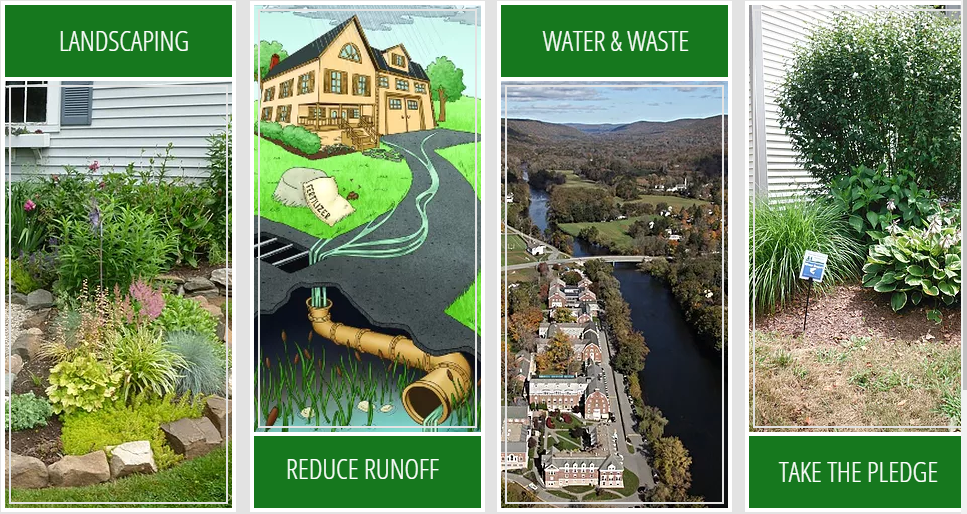 LANDSCAPING
FERTILIZER
REDUCE RUNOFF
WATER & WASTE
TAKE THE PLEDGE